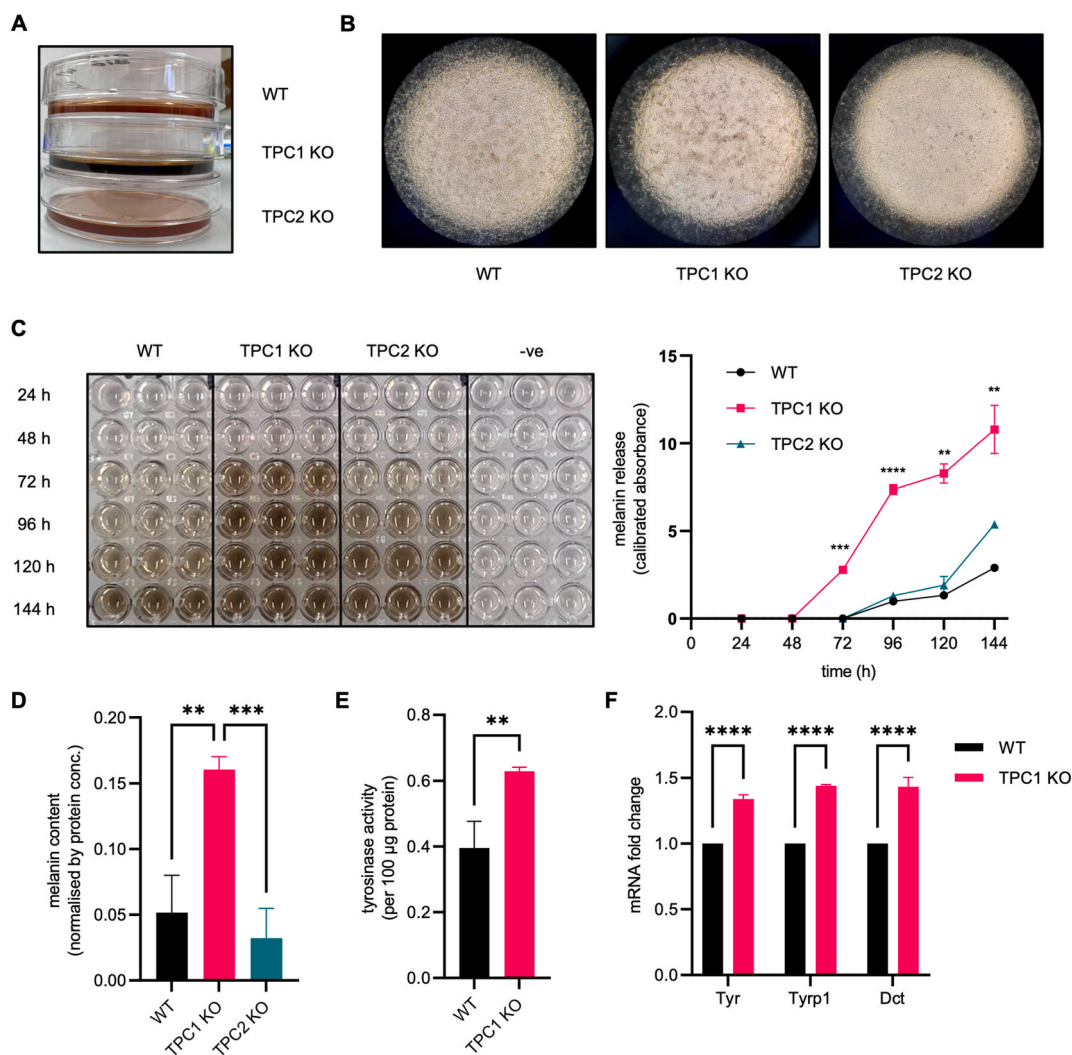 A
WT
TPC1 KO
TPC2 KO
B
WT
TPC1 KO
TPC2 KO
C
WT
TPC1 KO
TPC2 KO
-ve
24 h
48 h
72 h
96 h
120 h
144 h
melanin release
(calibrated absorbance)
15
10
5
0
WT
TPC1 KO
TPC2 KO
***
****
**
**
0
24
48
72
96
120
144
time (h)
D
melanin content
(normalised by protein conc.)
0.20
0.15
0.10
0.05
0.00
**
***
WT
TPC1 KO
TPC2 KO
E
tyrosinase activity
(per 100 µg protein)
0.8
0.6
0.4
0.2
0.0
**
WT
TPC1 KO
F
mRNA fold change
2.0
1.5
1.0
0.5
0.0
****
****
****
Tyr
Tyrp1
Dct
WT
TPC1 KO